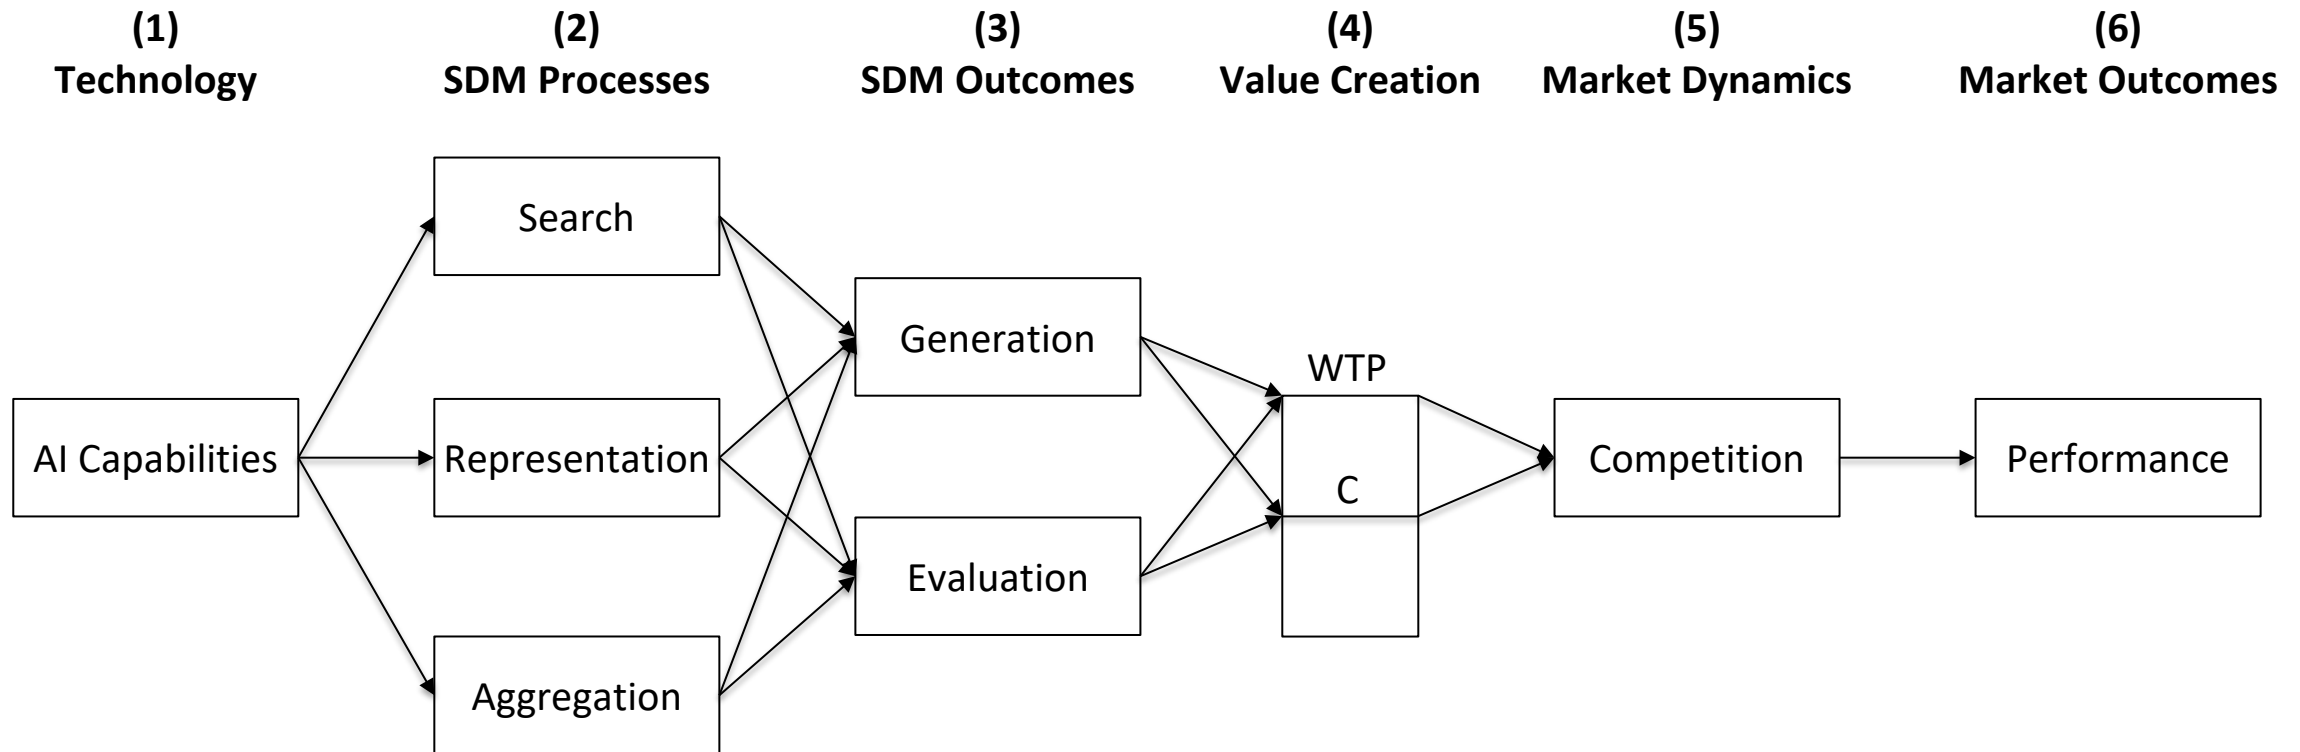 (1)
Technology
(2)
SDM Processes
(3)
SDM Outcomes
(4)
Value Creation
(5)
Market Dynamics
(6)
Market Outcomes
Search
Generation
WTP
AI Capabilities
Representation
C
Competition
Performance
Evaluation
Aggregation